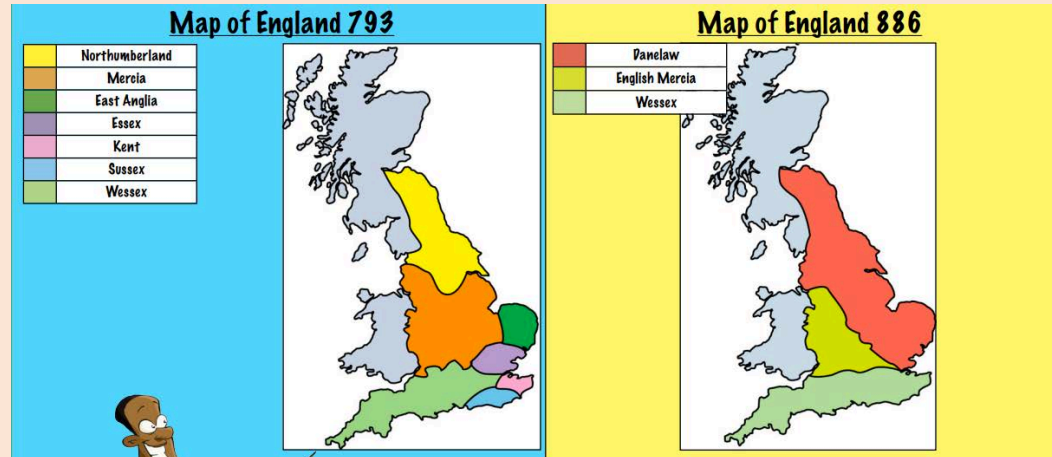 Map of England 793
Northumberland
Mercia
East Anglia
Essex
Kent
Sussex
Wessex
Map of England 886
Danelaw
English Mercia
Wessex